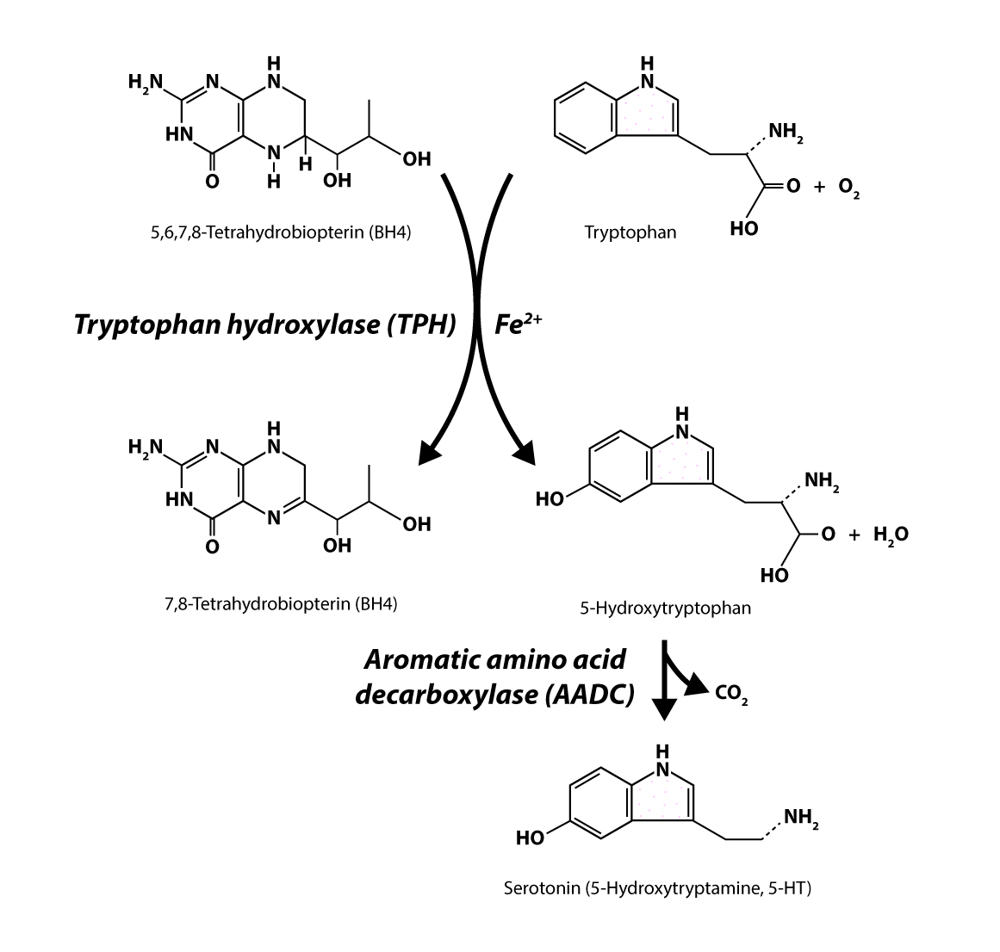 H
H₂N N N
HN N H
O H OH OH
5,6,7,8-Tetrahydrobiopterin (BH4)
H
N
NH₂
O + O₂
HO
Tryptophan
Tryptophan hydroxylase (TPH) Fe²⁺
H
H₂N N N
HN N
O OH OH
7,8-Tetrahydrobiopterin (BH4)
H
N
NH₂
HO
O + H₂O
HO
5-Hydroxytryptophan
Aromatic amino acid
decarboxylase (AADC)
CO₂
H
N
NH₂
HO
Serotonin (5-Hydroxytryptamine, 5-HT)